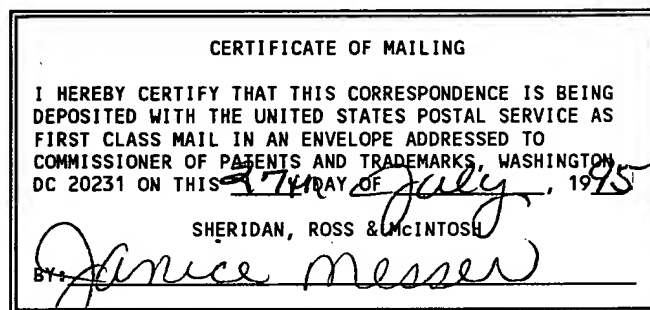 CERTIFICATE OF MAILING
I HEREBY CERTIFY THAT THIS CORRESPONDENCE IS BEING
DEPOSITED WITH THE UNITED STATES POSTAL SERVICE AS
FIRST CLASS MAIL IN AN ENVELOPE ADDRESSED TO
COMMISSIONER OF PATENTS AND TRADEMARKS, WASHINGTON,
DC 20231 ON THIS 27th DAY OF July, 1995
SHERIDAN, ROSS & McINTOSH
BY: Janice Messer